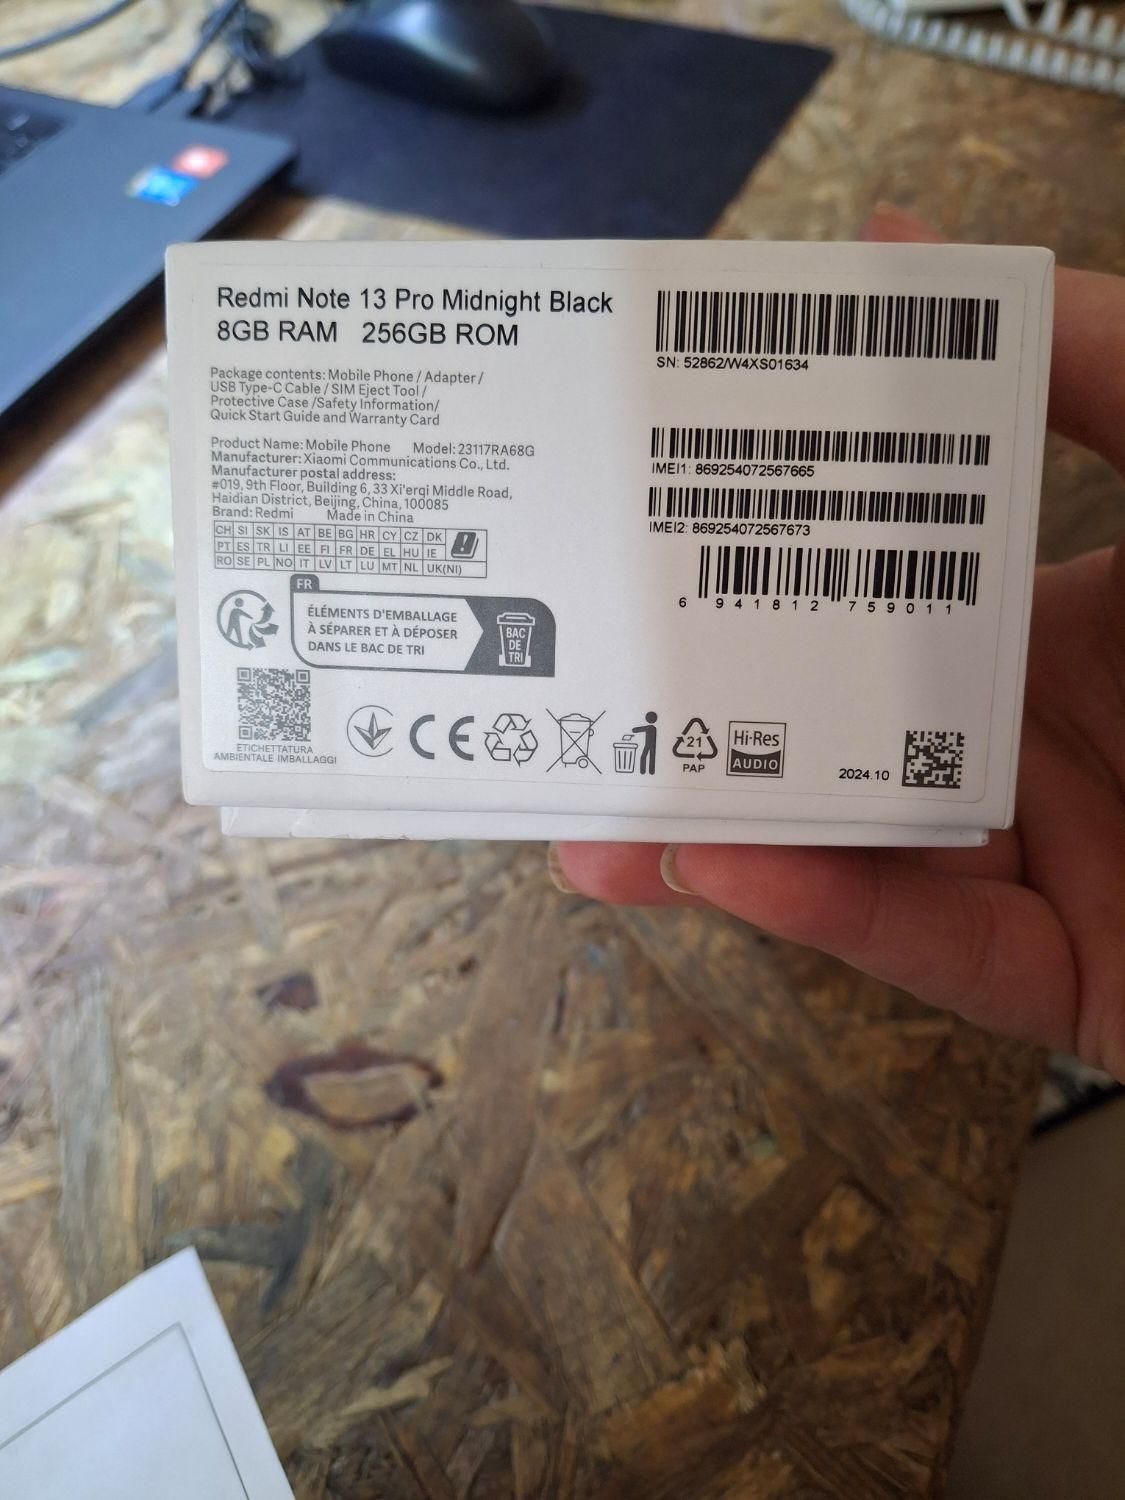 Redmi Note 13 Pro Midnight Black
8GB RAM 256GB ROM
Package contents: Mobile Phone / Adapter /
USB Type-C Cable / SIM Eject Tool /
Protective Case /Safety Information/
Quick Start Guide and Warranty Card
Product Name: Mobile Phone Model: 23117RA68G
Manufacturer: Xiaomi Communications Co., Ltd.
Manufacturer postal address:
#019, 9th Floor, Building 6, 33 Xi'erqi Middle Road,
Haidian District, Beijing, China, 100085
Brand: Redmi Made in China
CH SI SK IS AT BE BG HR CY CZ DK
PT ES TR LI EE FI FR DE EL HU IE
RO SE PL NO IT LV LT LU MT NL UK(NI)
FR
ÉLÉMENTS D'EMBALLAGE
À SÉPARER ET À DÉPOSER
DANS LE BAC DE TRI
BAC
DE
TRI
ETICHETTATURA
AMBIENTALE IMBALLAGGI
CE
21
PAP
Hi-Res
AUDIO
SN: 52862/W4XS01634
IMEI1: 869254072567665
IMEI2: 869254072567673
6 941812 759011
2024.10